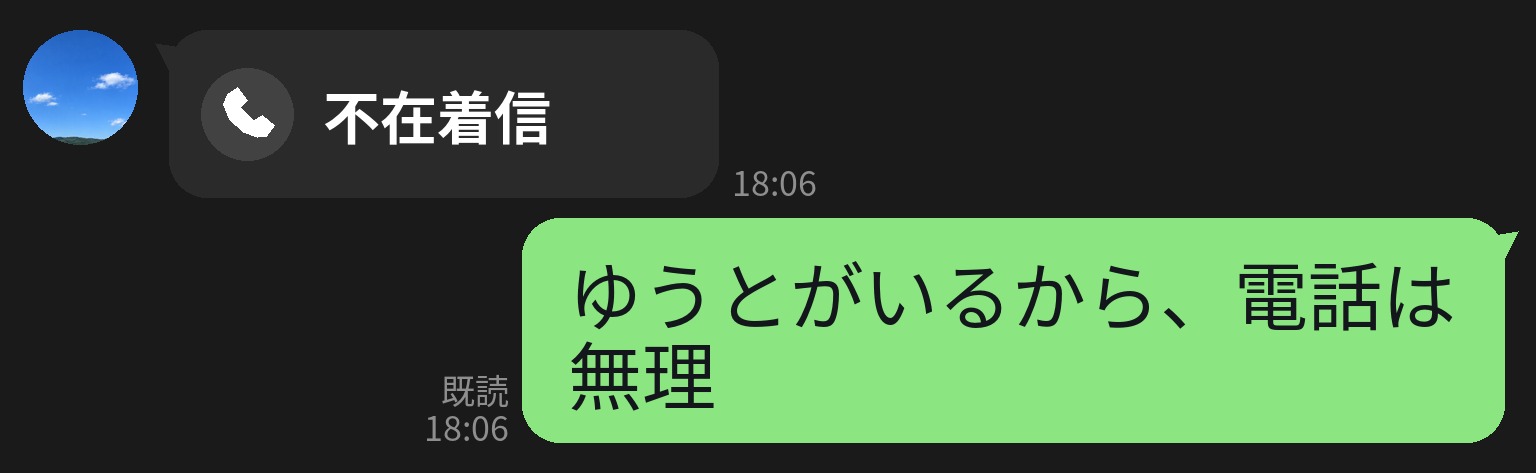 不在着信
18:06
ゆうとがいるから、電話は
無理
既読
18:06